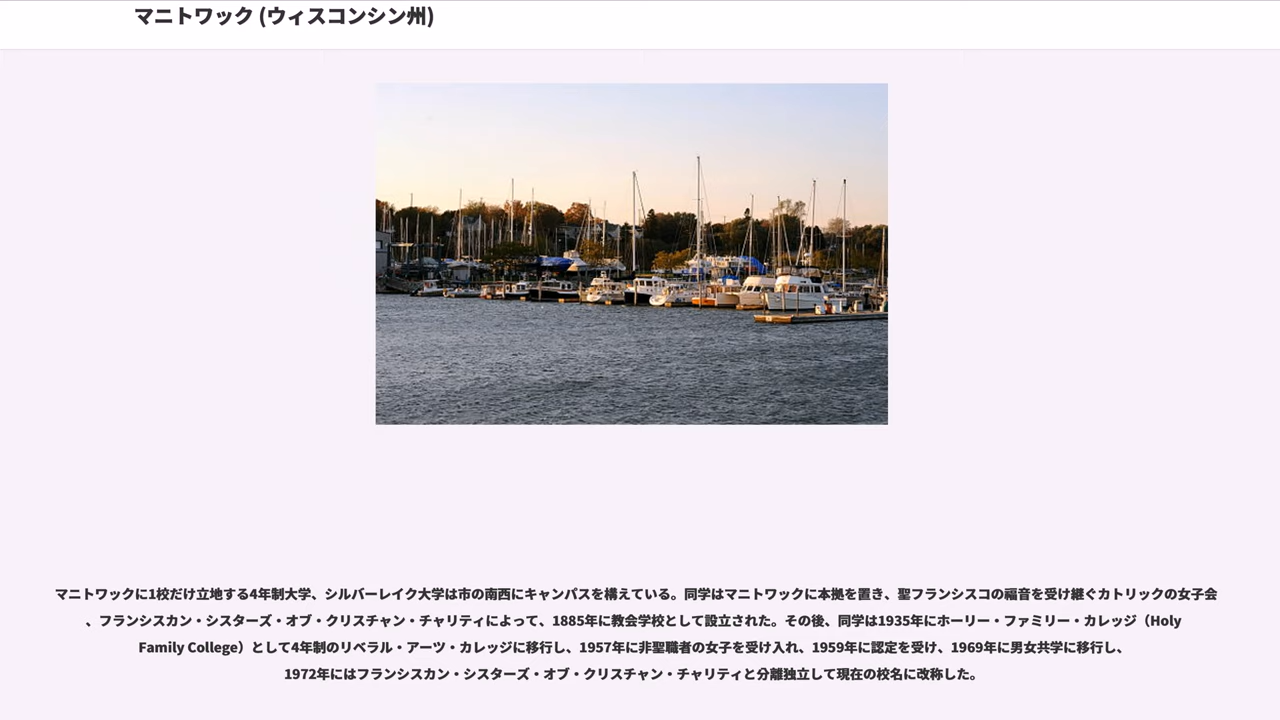 マニトワック (ウィスコンシン州)
マニトワックに1校だけ立地する4年制大学、シルバーレイク大学は市の南西にキャンパスを構えている。同学はマニトワックに本拠を置き、聖フランシスコの福音を受け継ぐカトリックの女子会
、フランシスカン・シスターズ・オブ・クリスチャン・チャリティによって、1885年に教会学校として設立された。その後、同学は1935年にホーリー・ファミリー・カレッジ（Holy
Family College）として4年制のリベラル・アーツ・カレッジに移行し、1957年に非聖職者の女子を受け入れ、1959年に認定を受け、1969年に男女共学に移行し、
1972年にはフランシスカン・シスターズ・オブ・クリスチャン・チャリティと分離独立して現在の校名に改称した。